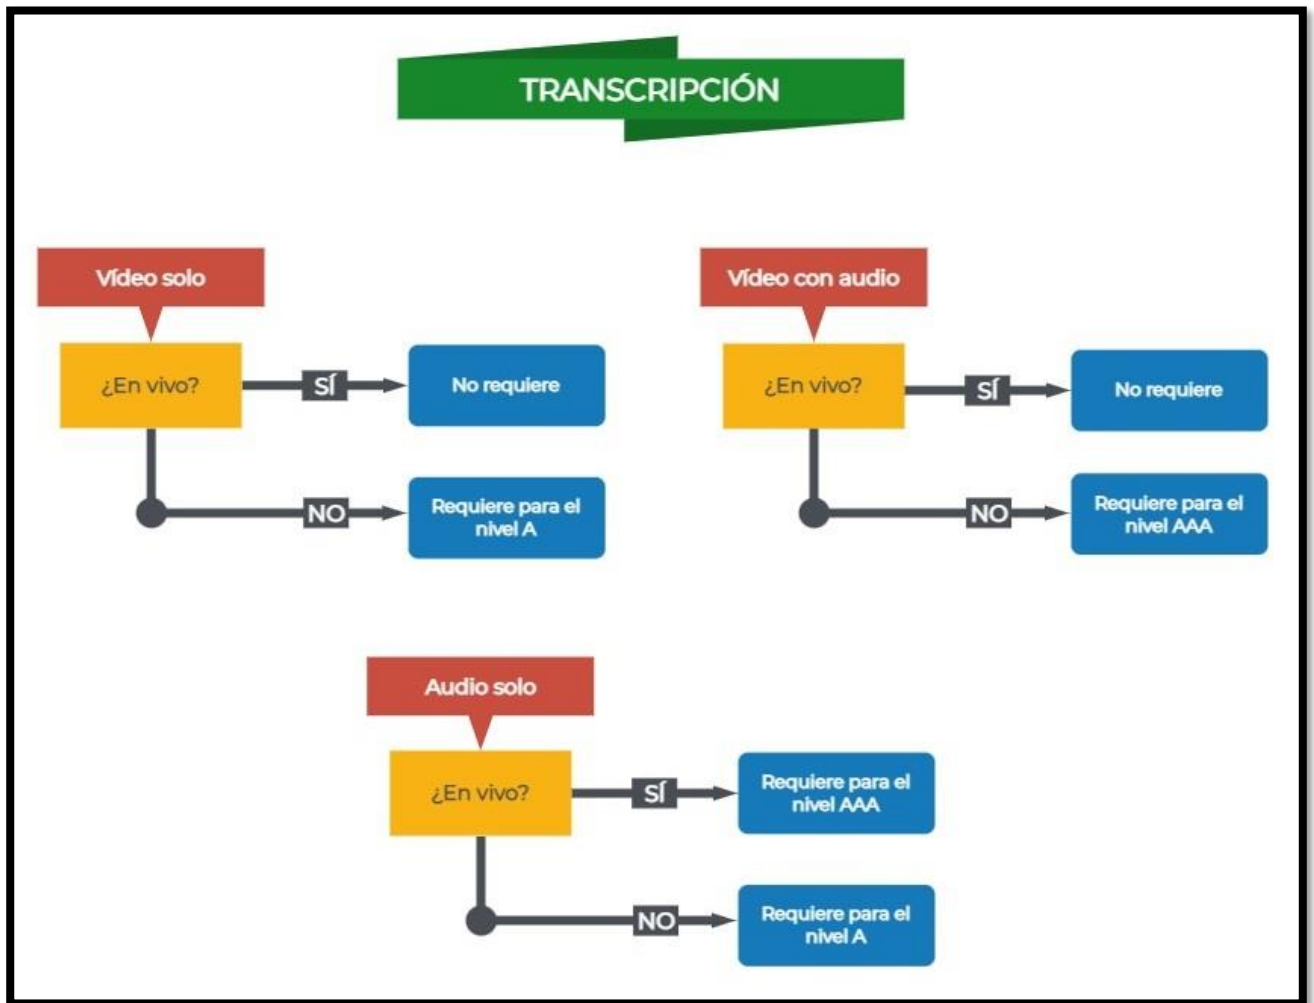 TRANSCRIPCIÓN
Vídeo solo
¿En vivo?
SÍ
No requiere
NO
Requiere para el
nivel A
Vídeo con audio
¿En vivo?
SÍ
No requiere
NO
Requiere para el
nivel AAA
Audio solo
¿En vivo?
SÍ
Requiere para el
nivel AAA
NO
Requiere para el
nivel A